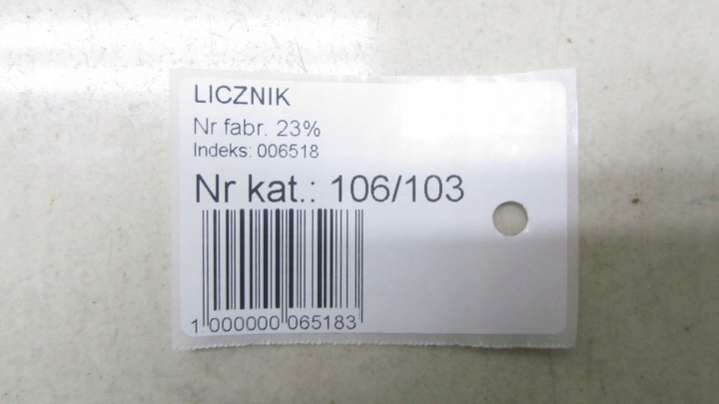 LICZNIK
Nr fabr. 23%
Indeks: 006518
Nr kat.: 106/103
1 000000 065183